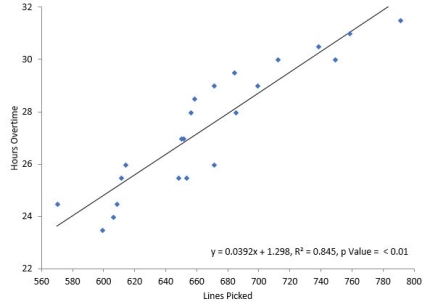 32
30
28
26
24
22
Hours Overtime
y = 0.0392x + 1.298, R² = 0.845, p Value = < 0.01
540 560 580 600 620 640 660 680 700 720 740 760 780 800
Lines Picked